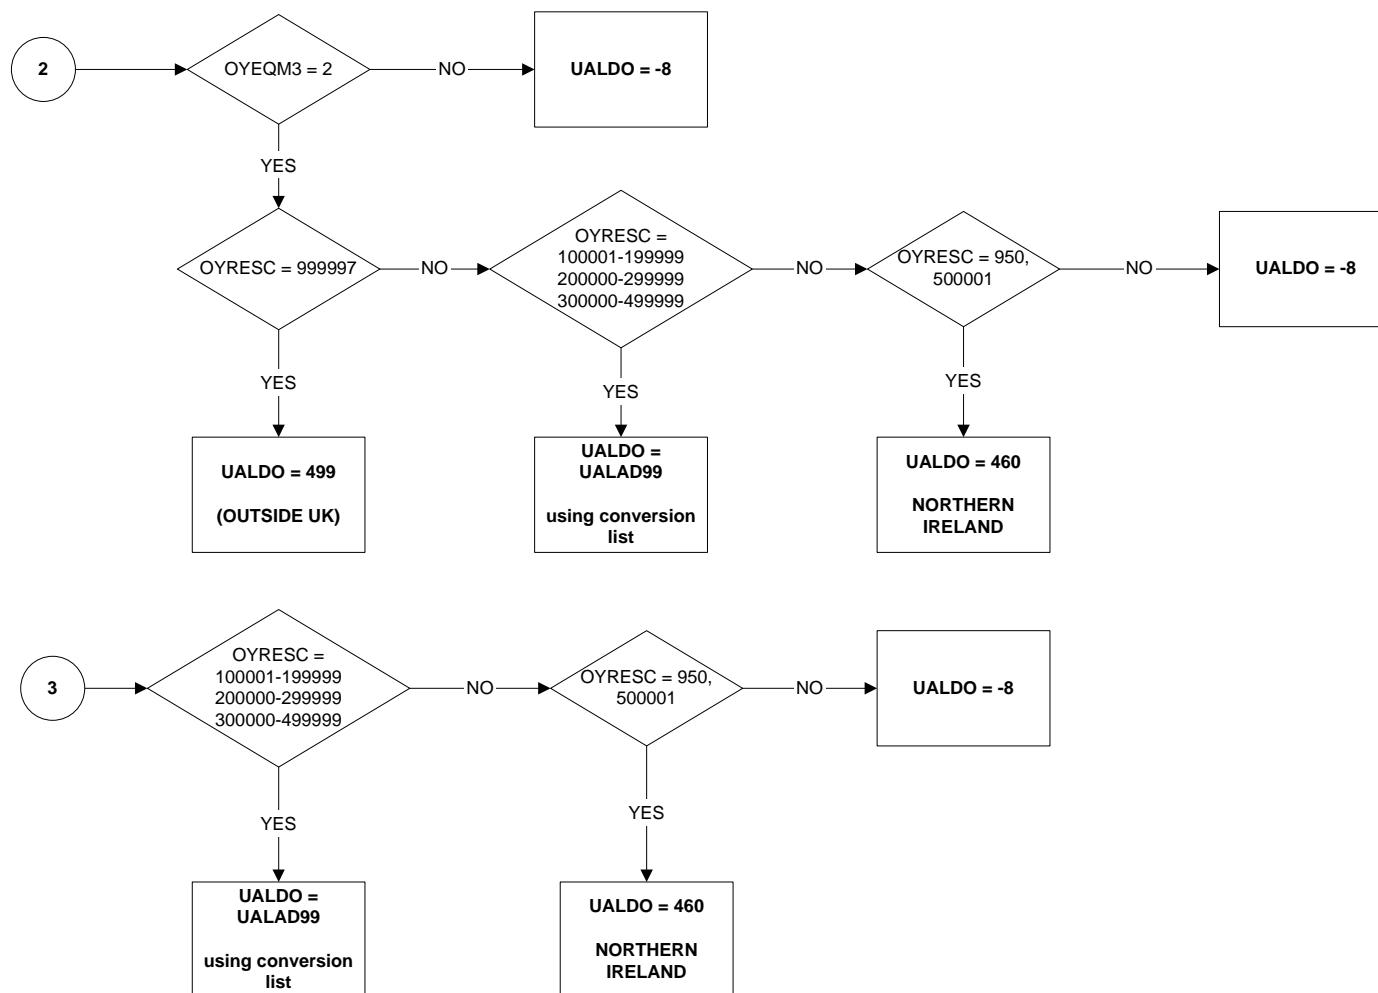 2
OYEQM3 = 2
NO
UALDO = -8
YES
OYRESC = 999997
NO
OYRESC =
100001-199999
200000-299999
300000-499999
NO
OYRESC = 950,
500001
NO
UALDO = -8
YES
YES
YES
UALDO = 499
(OUTSIDE UK)
UALDO =
UALAD99
using conversion
list
UALDO = 460
NORTHERN
IRELAND
3
OYRESC =
100001-199999
200000-299999
300000-499999
NO
OYRESC = 950,
500001
NO
UALDO = -8
YES
YES
UALDO =
UALAD99
using conversion
list
UALDO = 460
NORTHERN
IRELAND